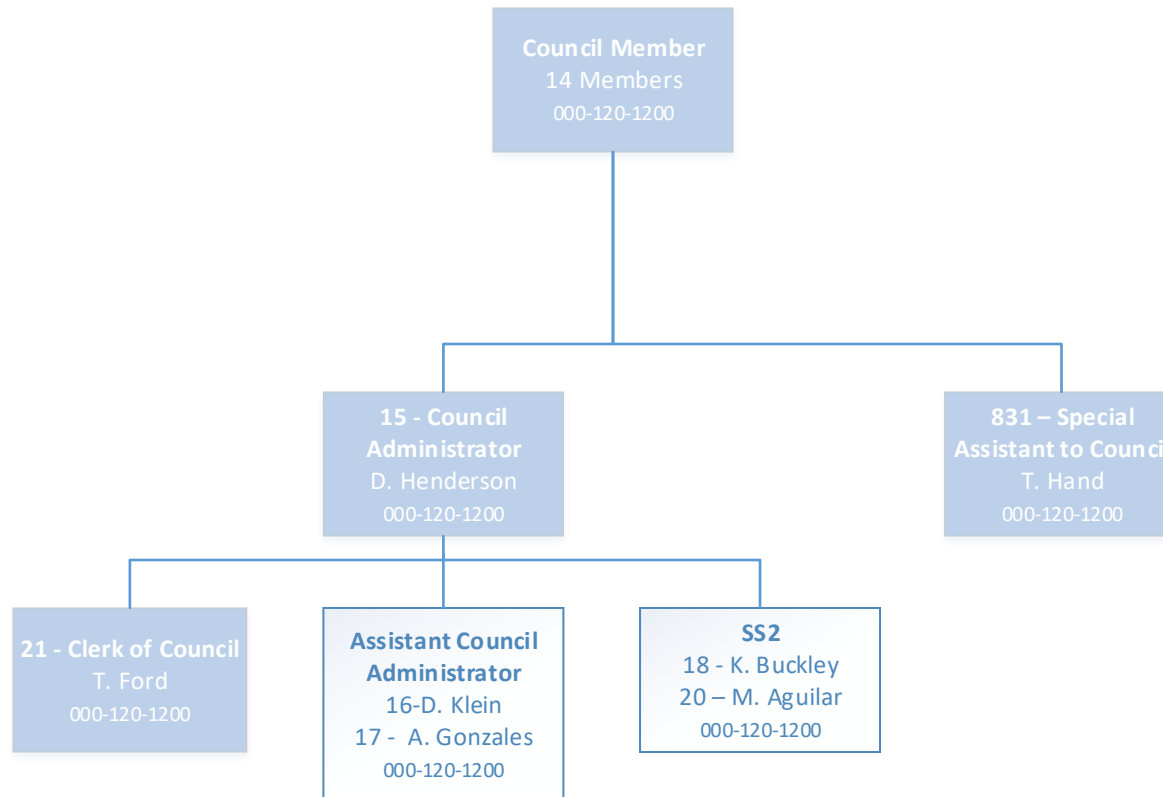 Council Member
14 Members
000-120-1200
15 - Council
Administrator
D. Henderson
000-120-1200
831 – Special
Assistant to Counci
T. Hand
000-120-1200
21 - Clerk of Council
T. Ford
000-120-1200
Assistant Council
Administrator
16-D. Klein
17 - A. Gonzales
000-120-1200
SS2
18 - K. Buckley
20 – M. Aguilar
000-120-1200